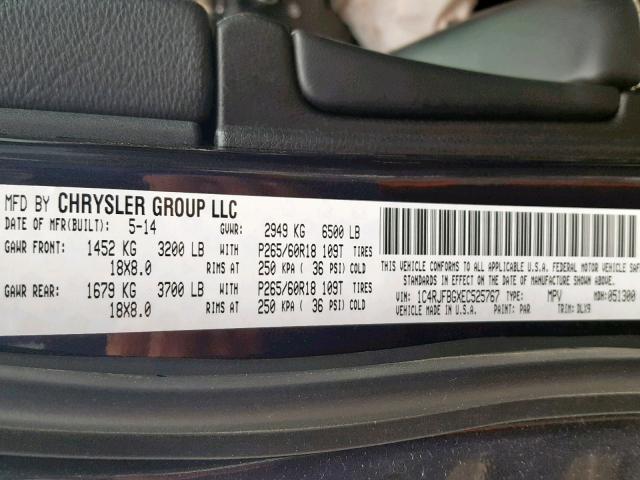 MFD BY CHRYSLER GROUP LLC
DATE OF MFR(BUILT): 5-14 GVWR: 2949 KG 6500 LB
GAWR FRONT: 1452 KG 3200 LB WITH P265/60R18 109T TIRES
18X8.0 RIMS AT 250 KPA ( 36 PSI) COLD
GAWR REAR: 1679 KG 3700 LB WITH P265/60R18 109T TIRES
18X8.0 RIMS AT 250 KPA ( 36 PSI) COLD
THIS VEHICLE CONFORMS TO ALL APPLICABLE U.S.A. FEDERAL MOTOR VEHICLE
STANDARDS IN EFFECT ON THE DATE OF MANUFACTURE SHOWN ABOVE.
VIN: 1C4RJFBGXEC525767 TYPE: MPV MDH: 051300
VEHICLE MADE IN U.S.A. PAINT: PAR TRIM: DLX9